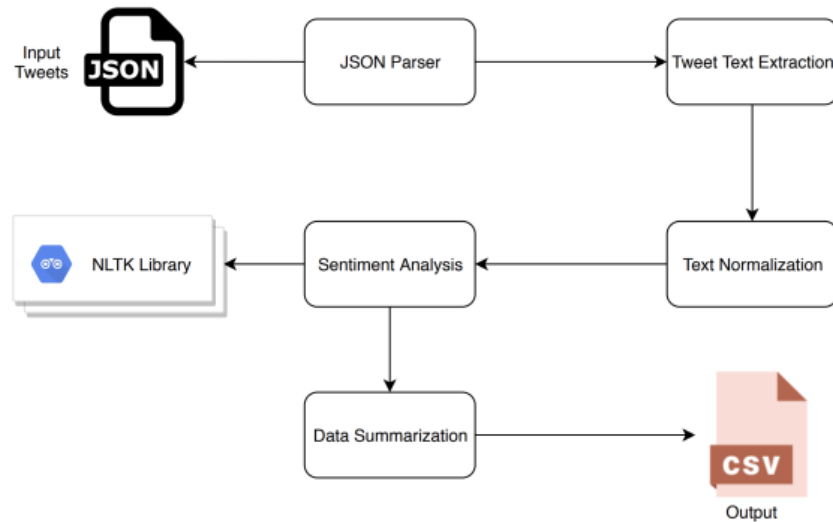 Input
Tweets
JSON
JSON Parser
Tweet Text Extraction
NLTK Library
Sentiment Analysis
Text Normalization
Data Summarization
CSV
Output